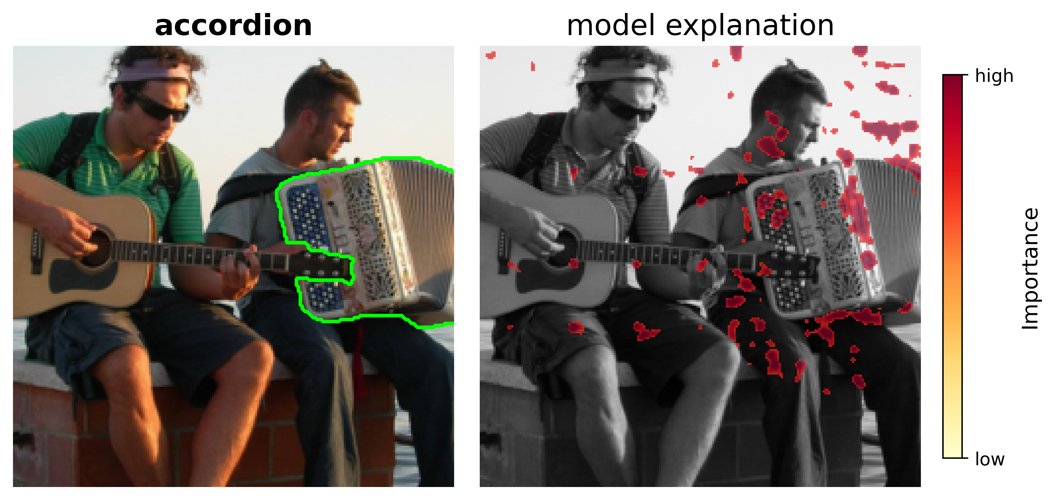 accordion
model explanation
high
Importance
low